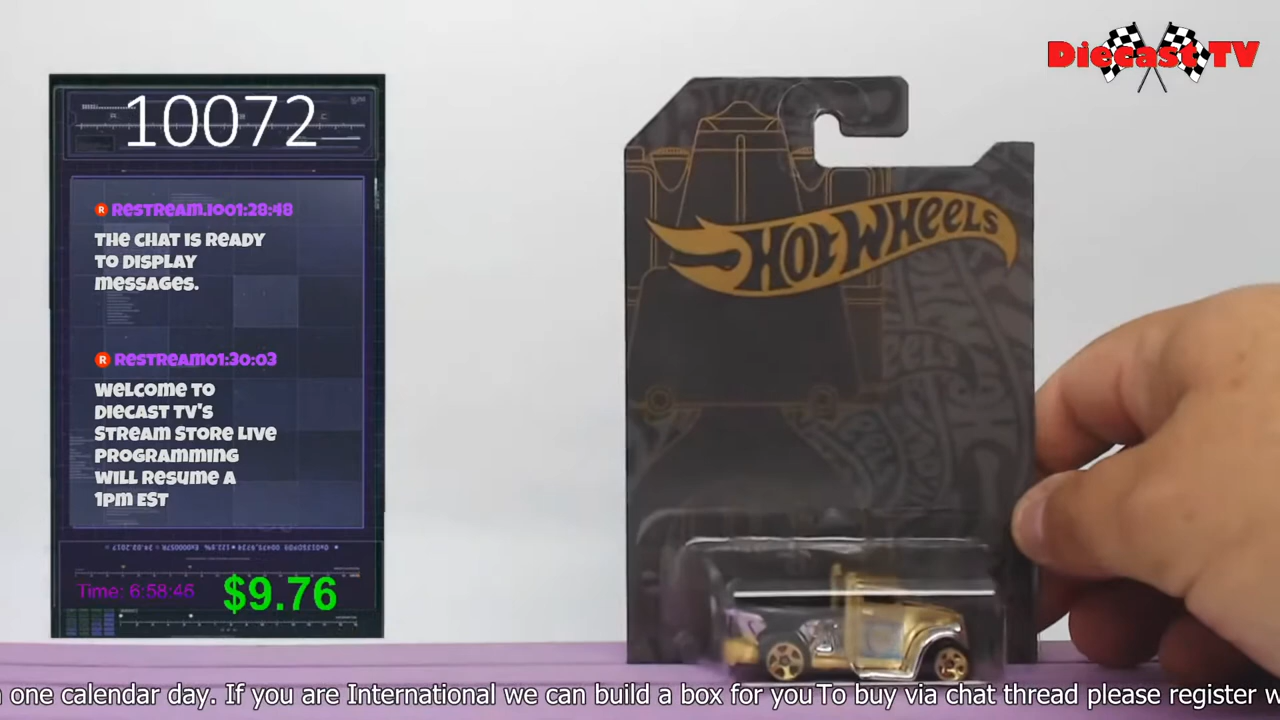 Diecast TV
10072
Restream.io01:28:48
The chat is ready
to display
messages.
Restream01:30:03
Welcome to
Diecast TV's
Stream Store Live
programming
will resume a
1pm EST
Time: 6:58:46
$9.76
Hot Wheels
one calendar day. If you are International we can build a box for youTo buy via chat thread please register w